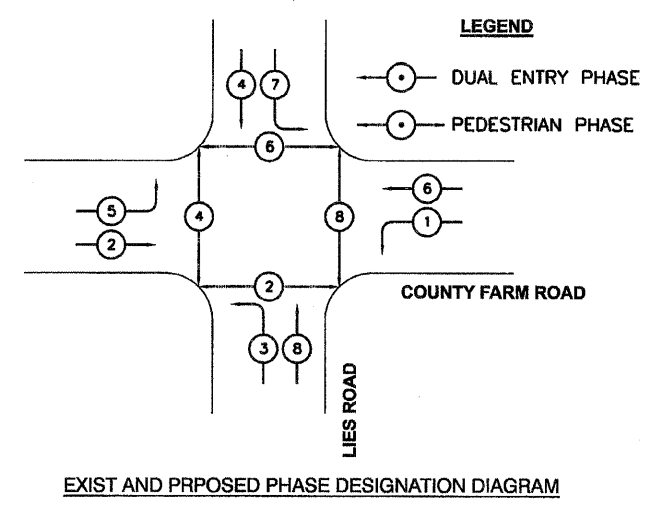 LEGEND
DUAL ENTRY PHASE
PEDESTRIAN PHASE
4 7
6
5
2
4
8
6
1
2
COUNTY FARM ROAD
3 8
LIES ROAD
EXIST AND PRPOSED PHASE DESIGNATION DIAGRAM